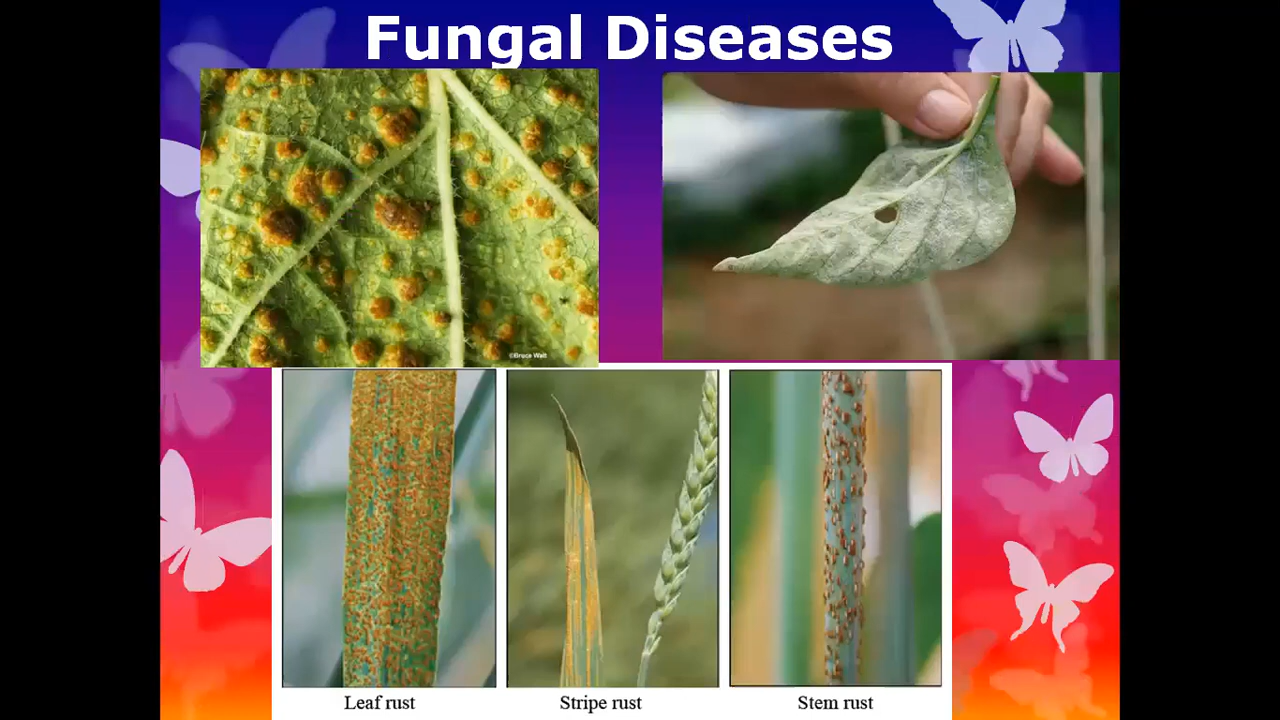 Fungal Diseases
©Bruce Watt
Leaf rust
Stripe rust
Stem rust